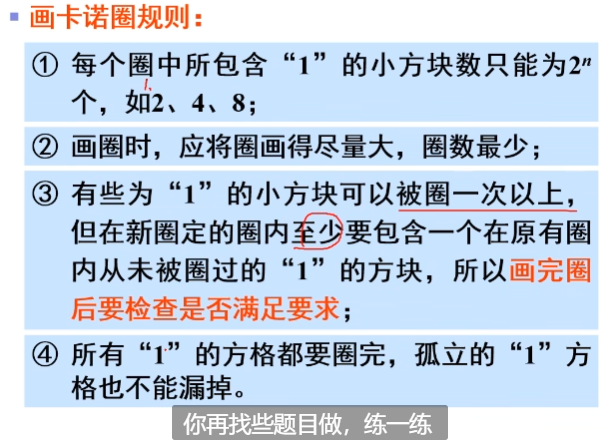 画卡诺圈规则：
① 每个圈中所包含“1”的小方块数只能为2ⁿ
1、
个，如2、4、8；
② 画圈时，应将圈画得尽量大，圈数最少；
③ 有些为“1”的小方块可以被圈一次以上，
但在新圈定的圈内至少要包含一个在原有圈
内从未被圈过的“1”的方块，所以画完圈
后要检查是否满足要求；
④ 所有“1”的方格都要圈完，孤立的“1”方
格也不能漏掉。
你再找些题目做，练一练